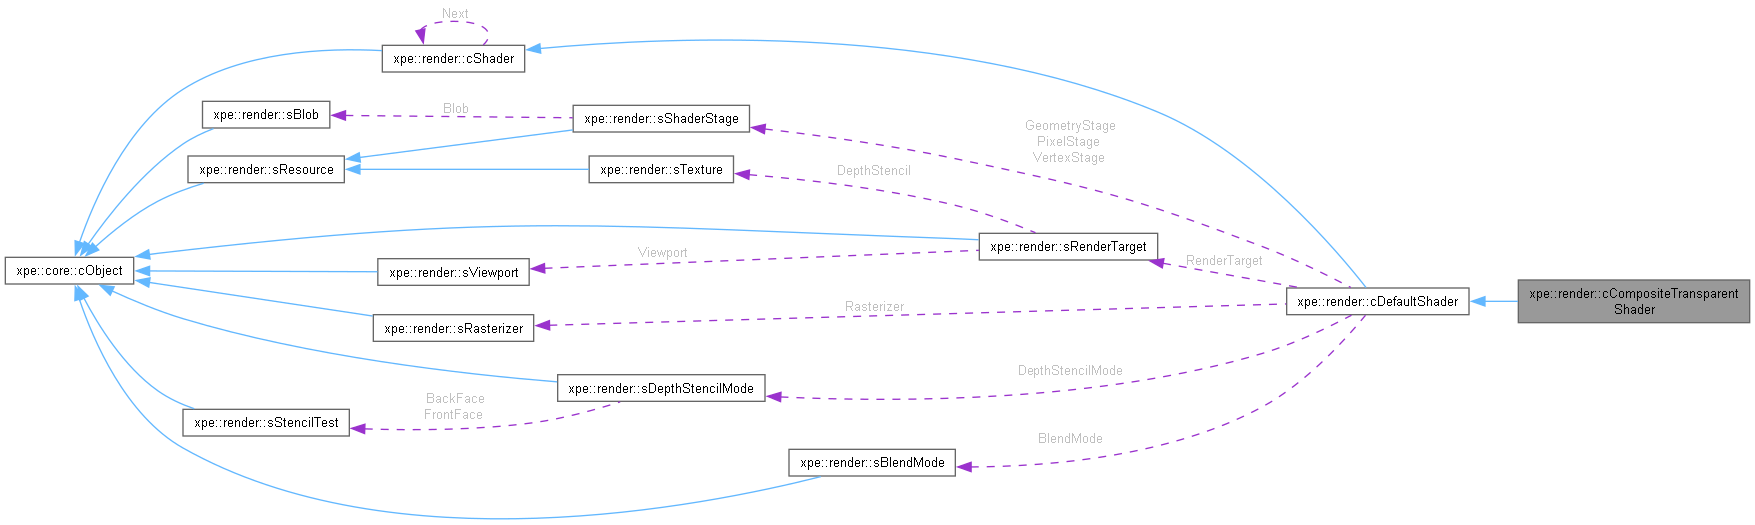 Next
xpe::render::cShader
xpe::render::sBlob
Blob
xpe::render::sShaderStage
GeometryStage
PixelStage
VertexStage
xpe::render::sResource
xpe::render::sTexture
DepthStencil
xpe::core::cObject
xpe::render::sViewport
Viewport
xpe::render::sRenderTarget
RenderTarget
xpe::render::cDefaultShader
xpe::render::cCompositeTransparent
Shader
xpe::render::sRasterizer
Rasterizer
xpe::render::sDepthStencilMode
DepthStencilMode
xpe::render::sStencilTest
BackFace
FrontFace
xpe::render::sBlendMode
BlendMode